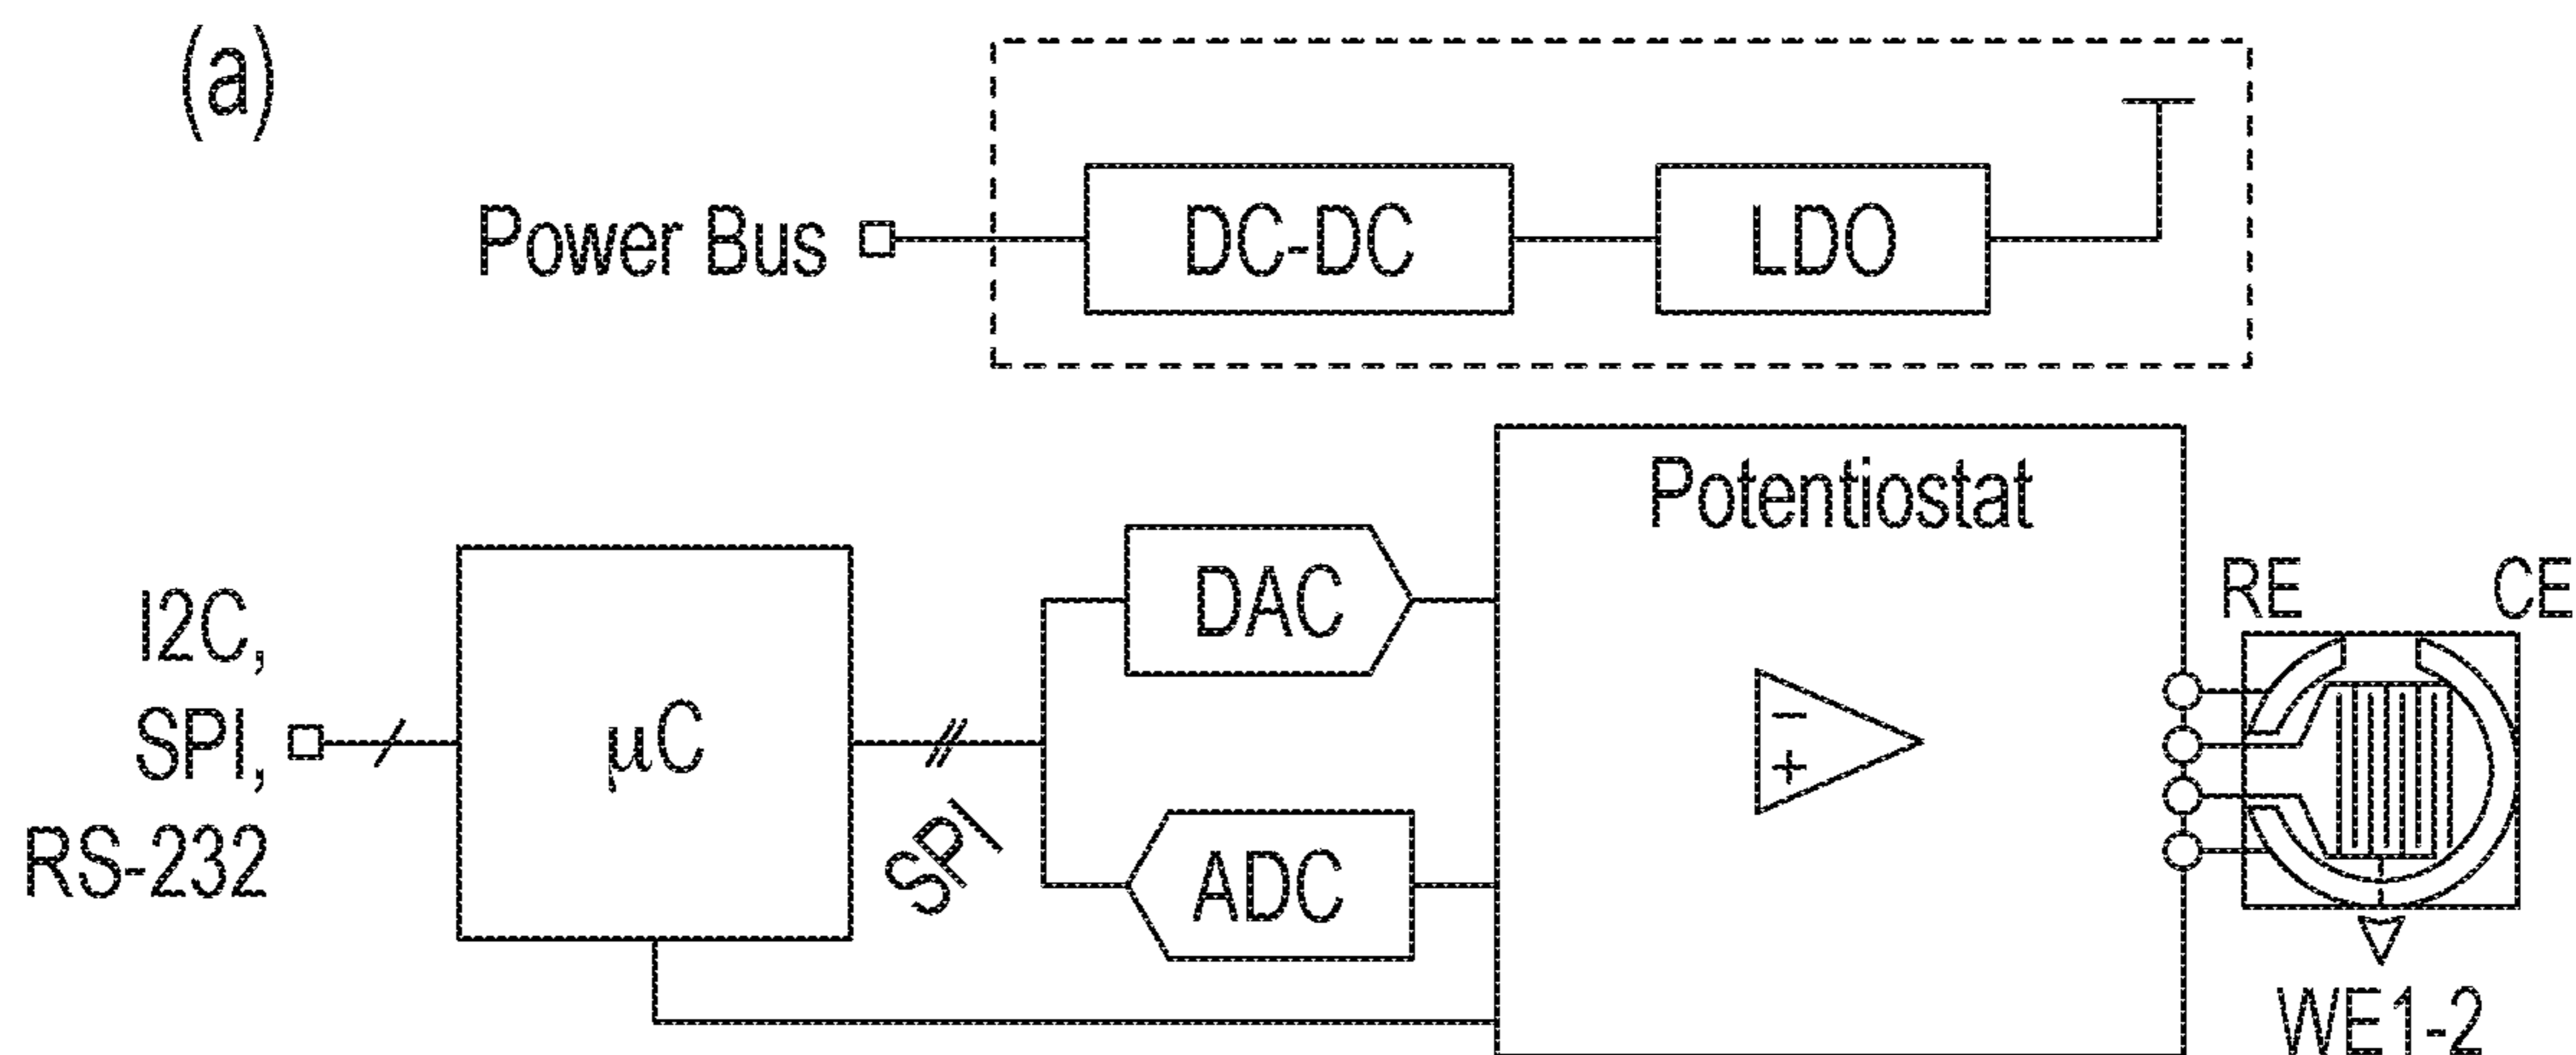 (a)
Power Bus
DC-DC
LDO
Potentiostat
I2C,
SPI,
RS-232
µC
SPI
DAC
ADC
RE
CE
WE1-2